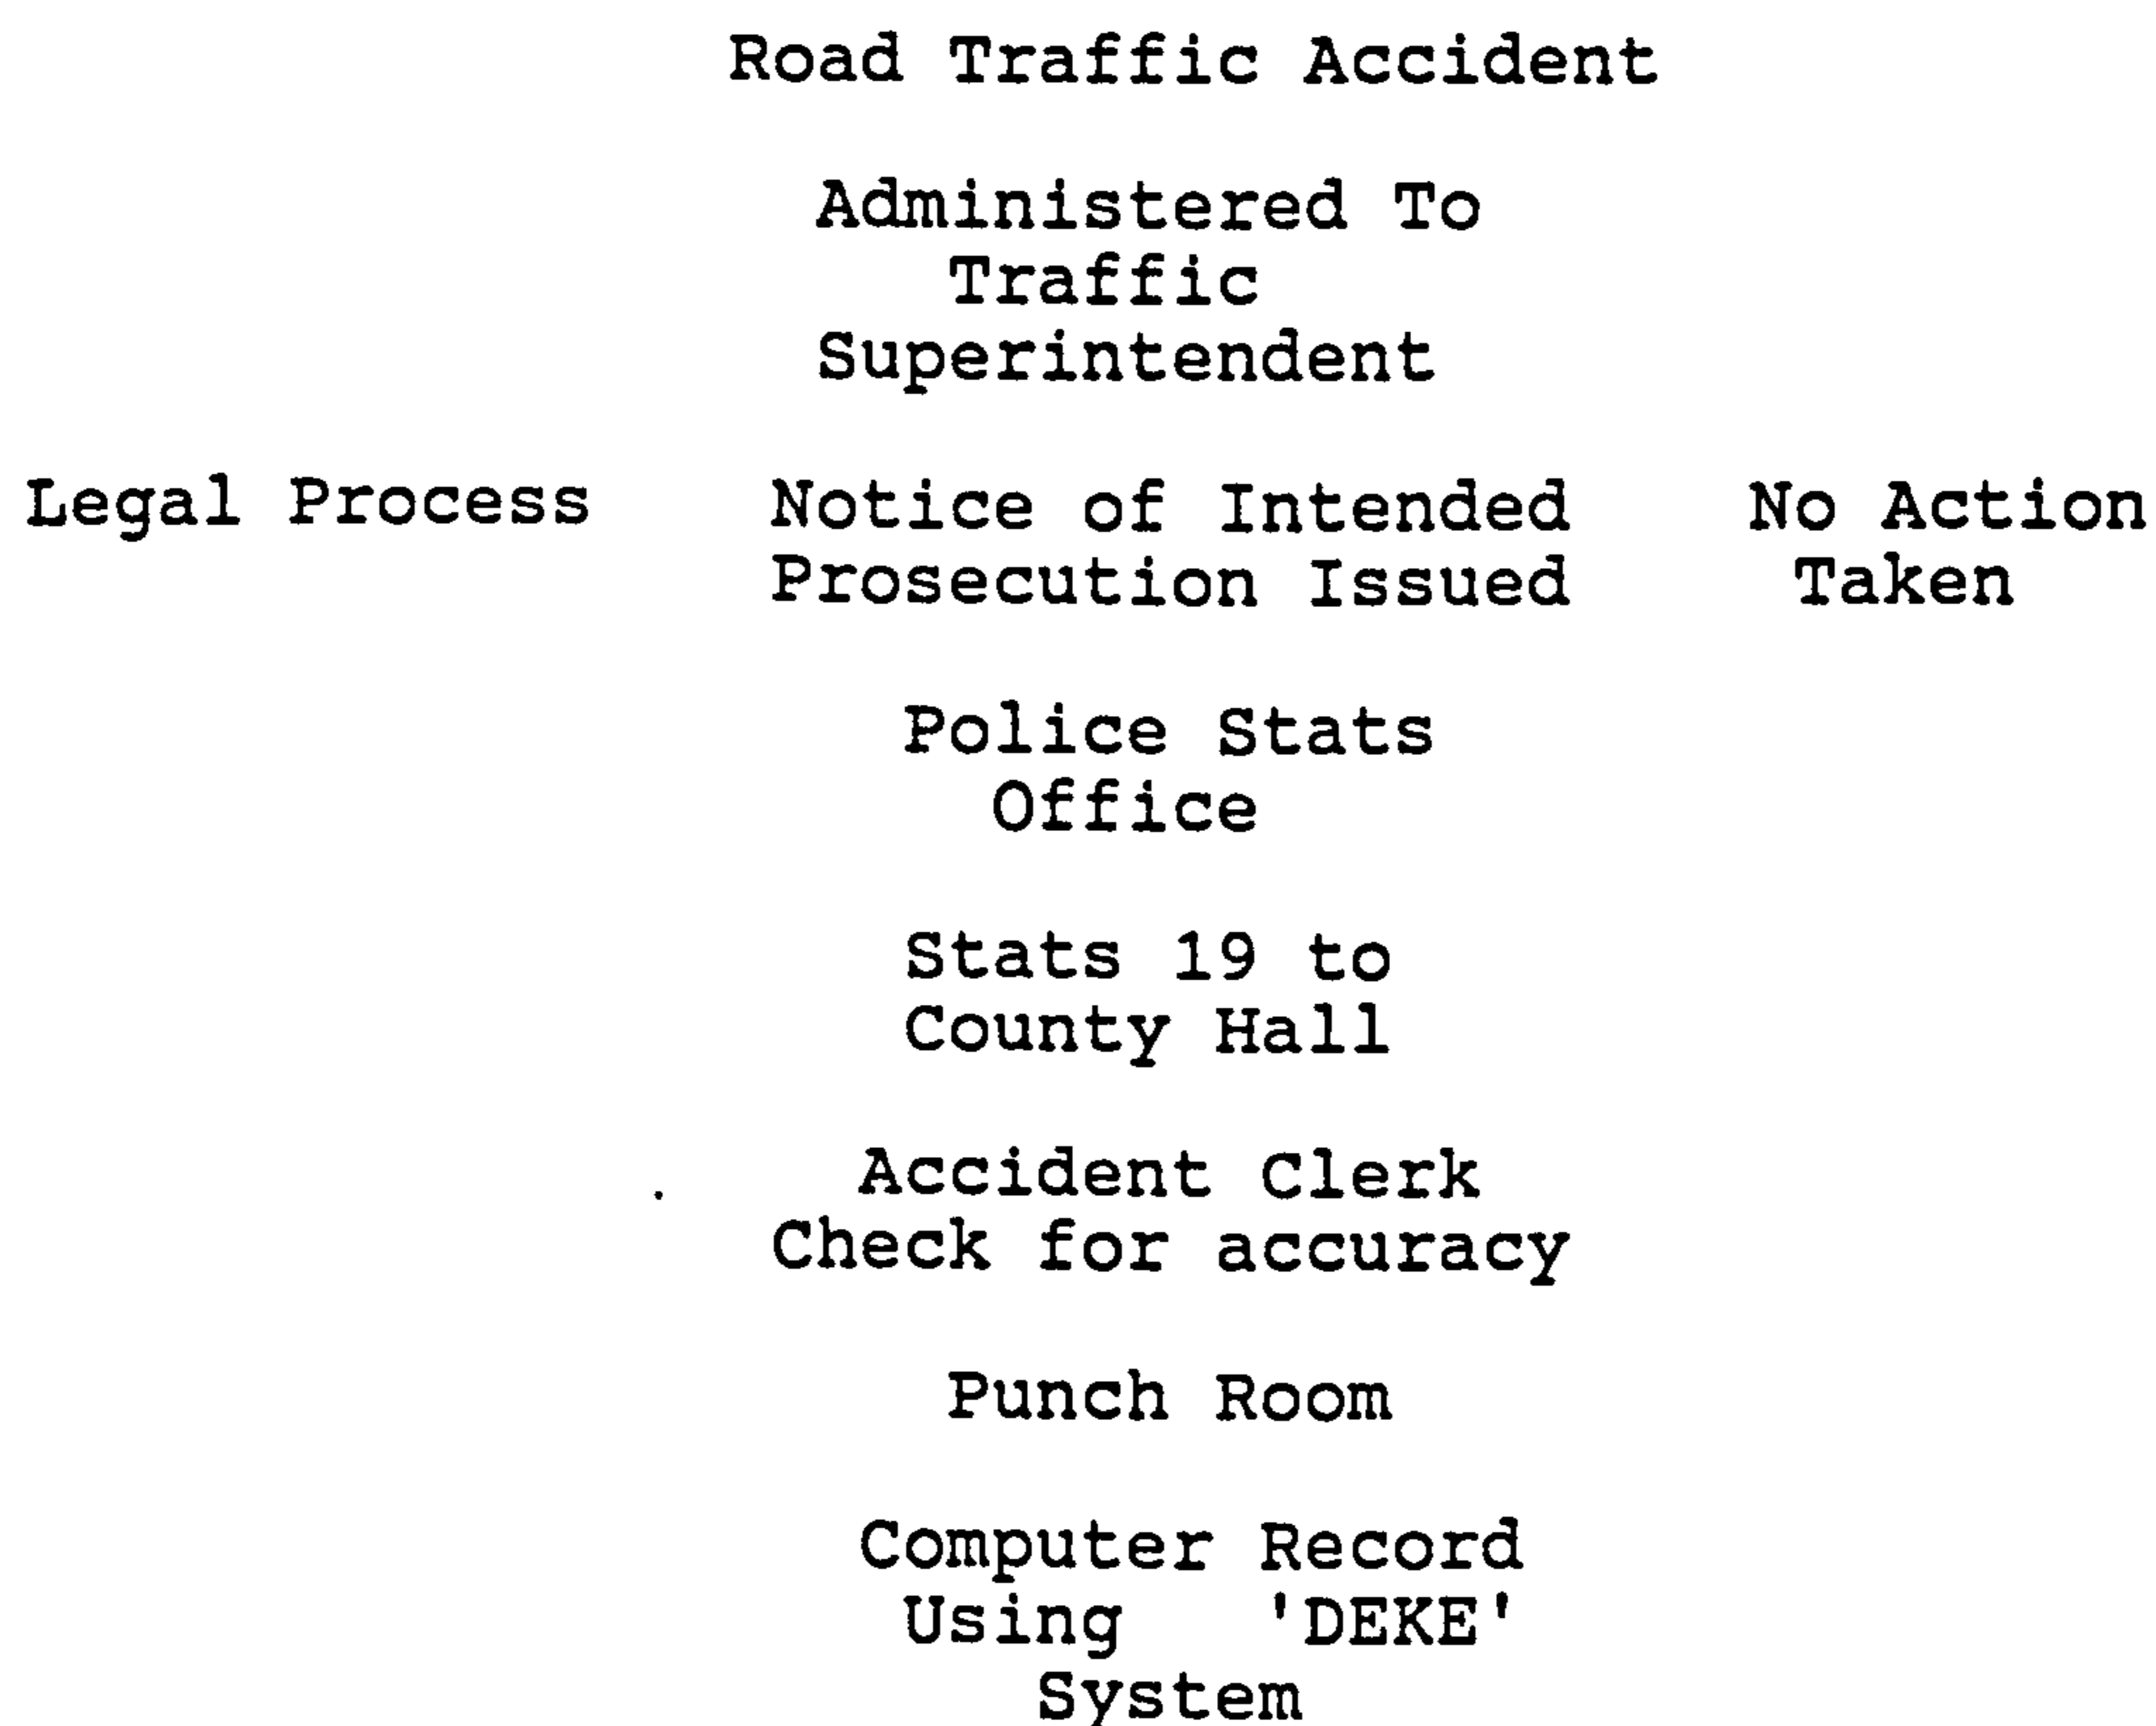 Road Traffic Accident
Administered To
Traffic
Superintendent
Legal Process
Notice of Intended
Prosecution Issued
No Action
Taken
Police Stats
Office
Stats 19 to
County Hall
Accident Clerk
Check for accuracy
Punch Room
Computer Record
Using 'DEKE'
System